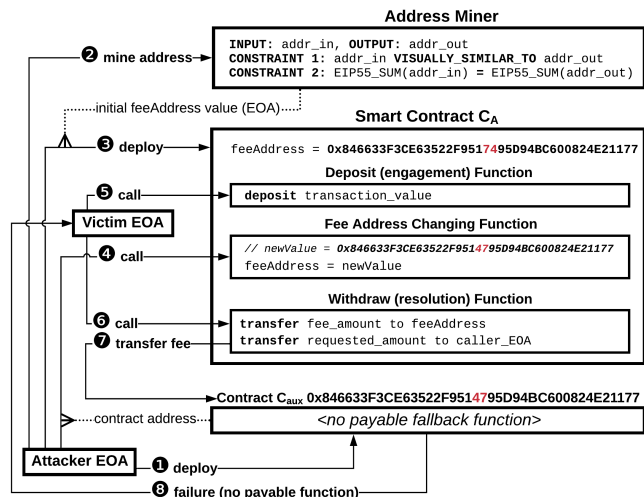 Address Miner
❷ mine address
INPUT: addr_in, OUTPUT: addr_out
CONSTRAINT 1: addr_in VISUALLY_SIMILAR_TO addr_out
CONSTRAINT 2: EIP55_SUM(addr_in) = EIP55_SUM(addr_out)
initial feeAddress value (EOA)
Smart Contract CA
❸ deploy
feeAddress = 0x846633F3CE63522F9517495D94BC600824E21177
Deposit (engagement) Function
❺ call
deposit transaction_value
Victim EOA
Fee Address Changing Function
❹ call
// newValue = 0x846633F3CE63522F9514795D94BC600824E21177
feeAddress = newValue
Withdraw (resolution) Function
❻ call
transfer fee_amount to feeAddress
❼ transfer fee
transfer requested_amount to caller_EOA
Contract Caux 0x846633F3CE63522F9514795D94BC600824E21177
contract address
<no payable fallback function>
Attacker EOA
❶ deploy
❽ failure (no payable function)